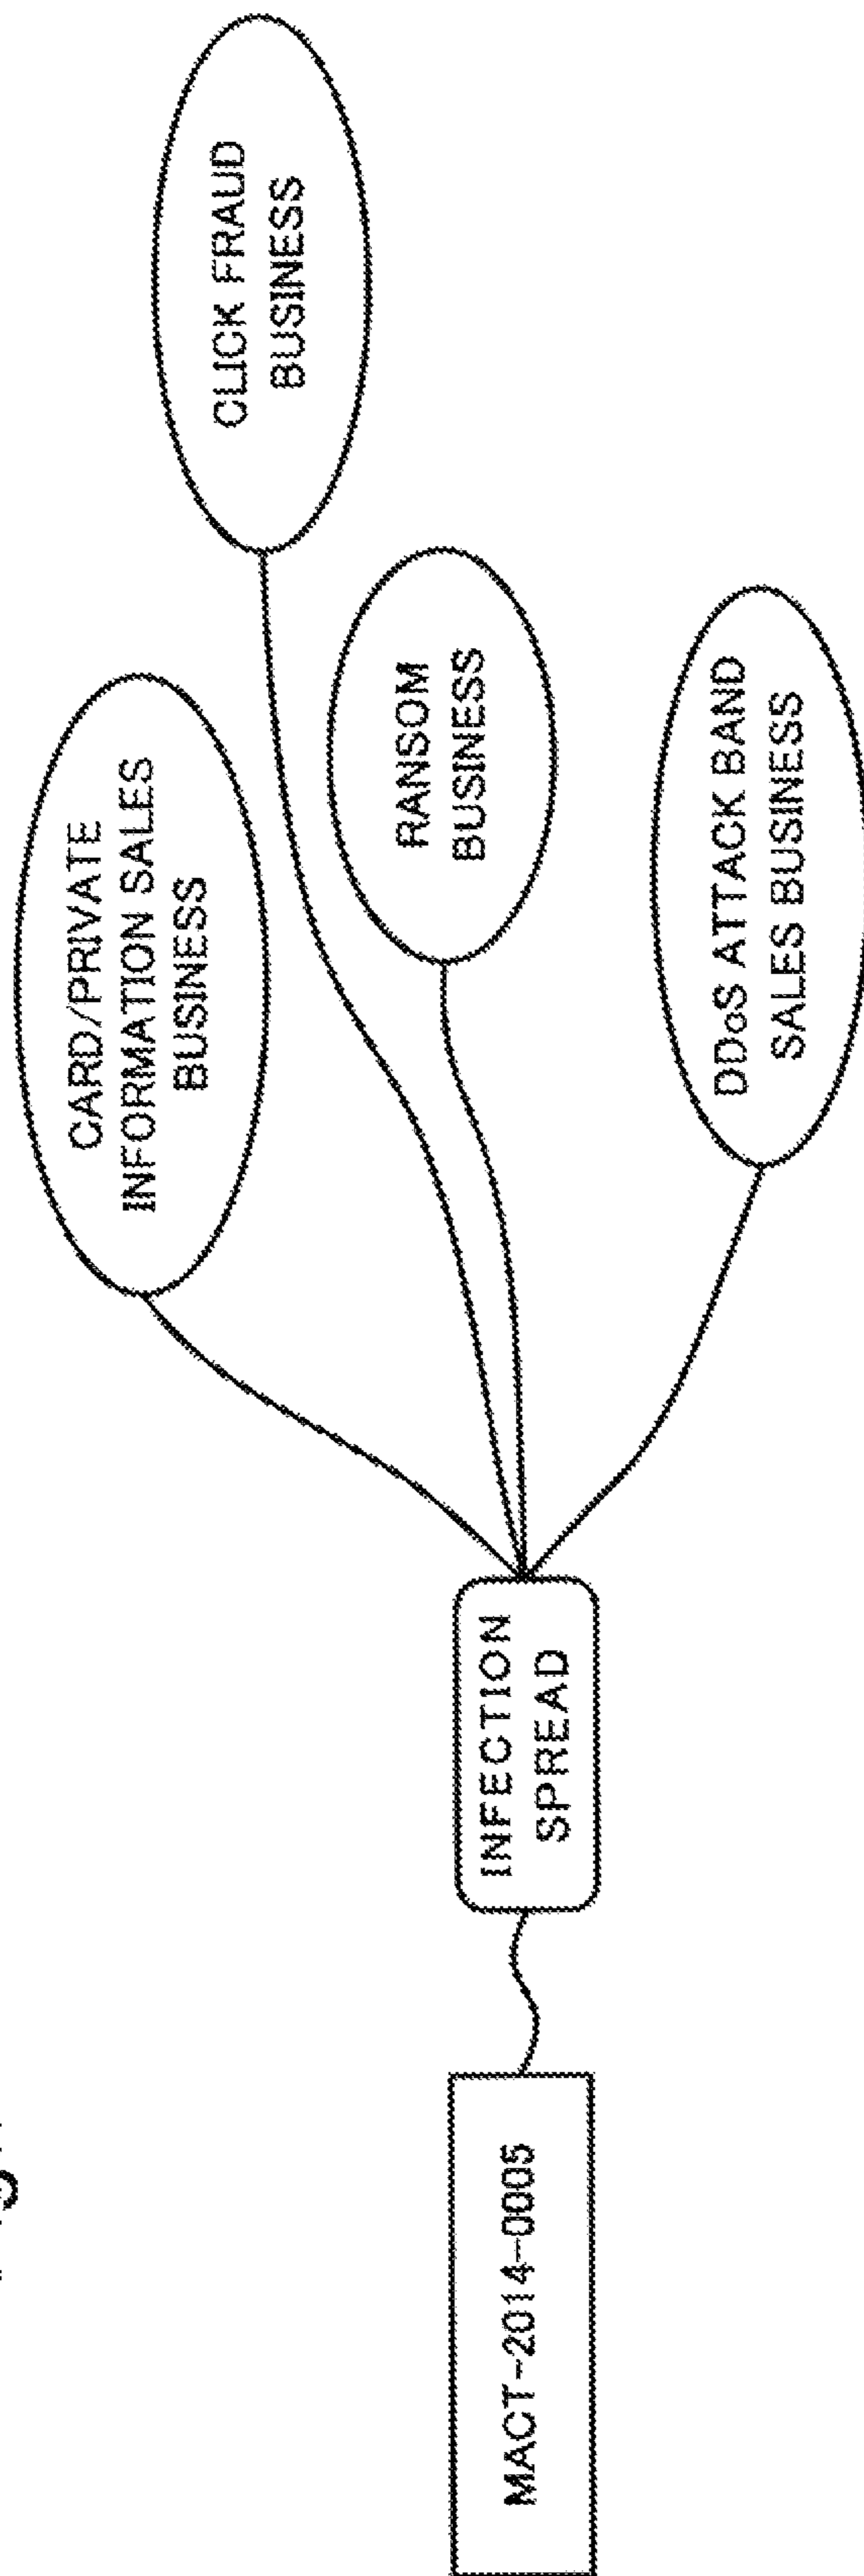 MACT-2014-0005
INFECTION
SPREAD
CARD/PRIVATE
INFORMATION SALES
BUSINESS
CLICK FRAUD
BUSINESS
RANSOM
BUSINESS
DDoS ATTACK BAND
SALES BUSINESS